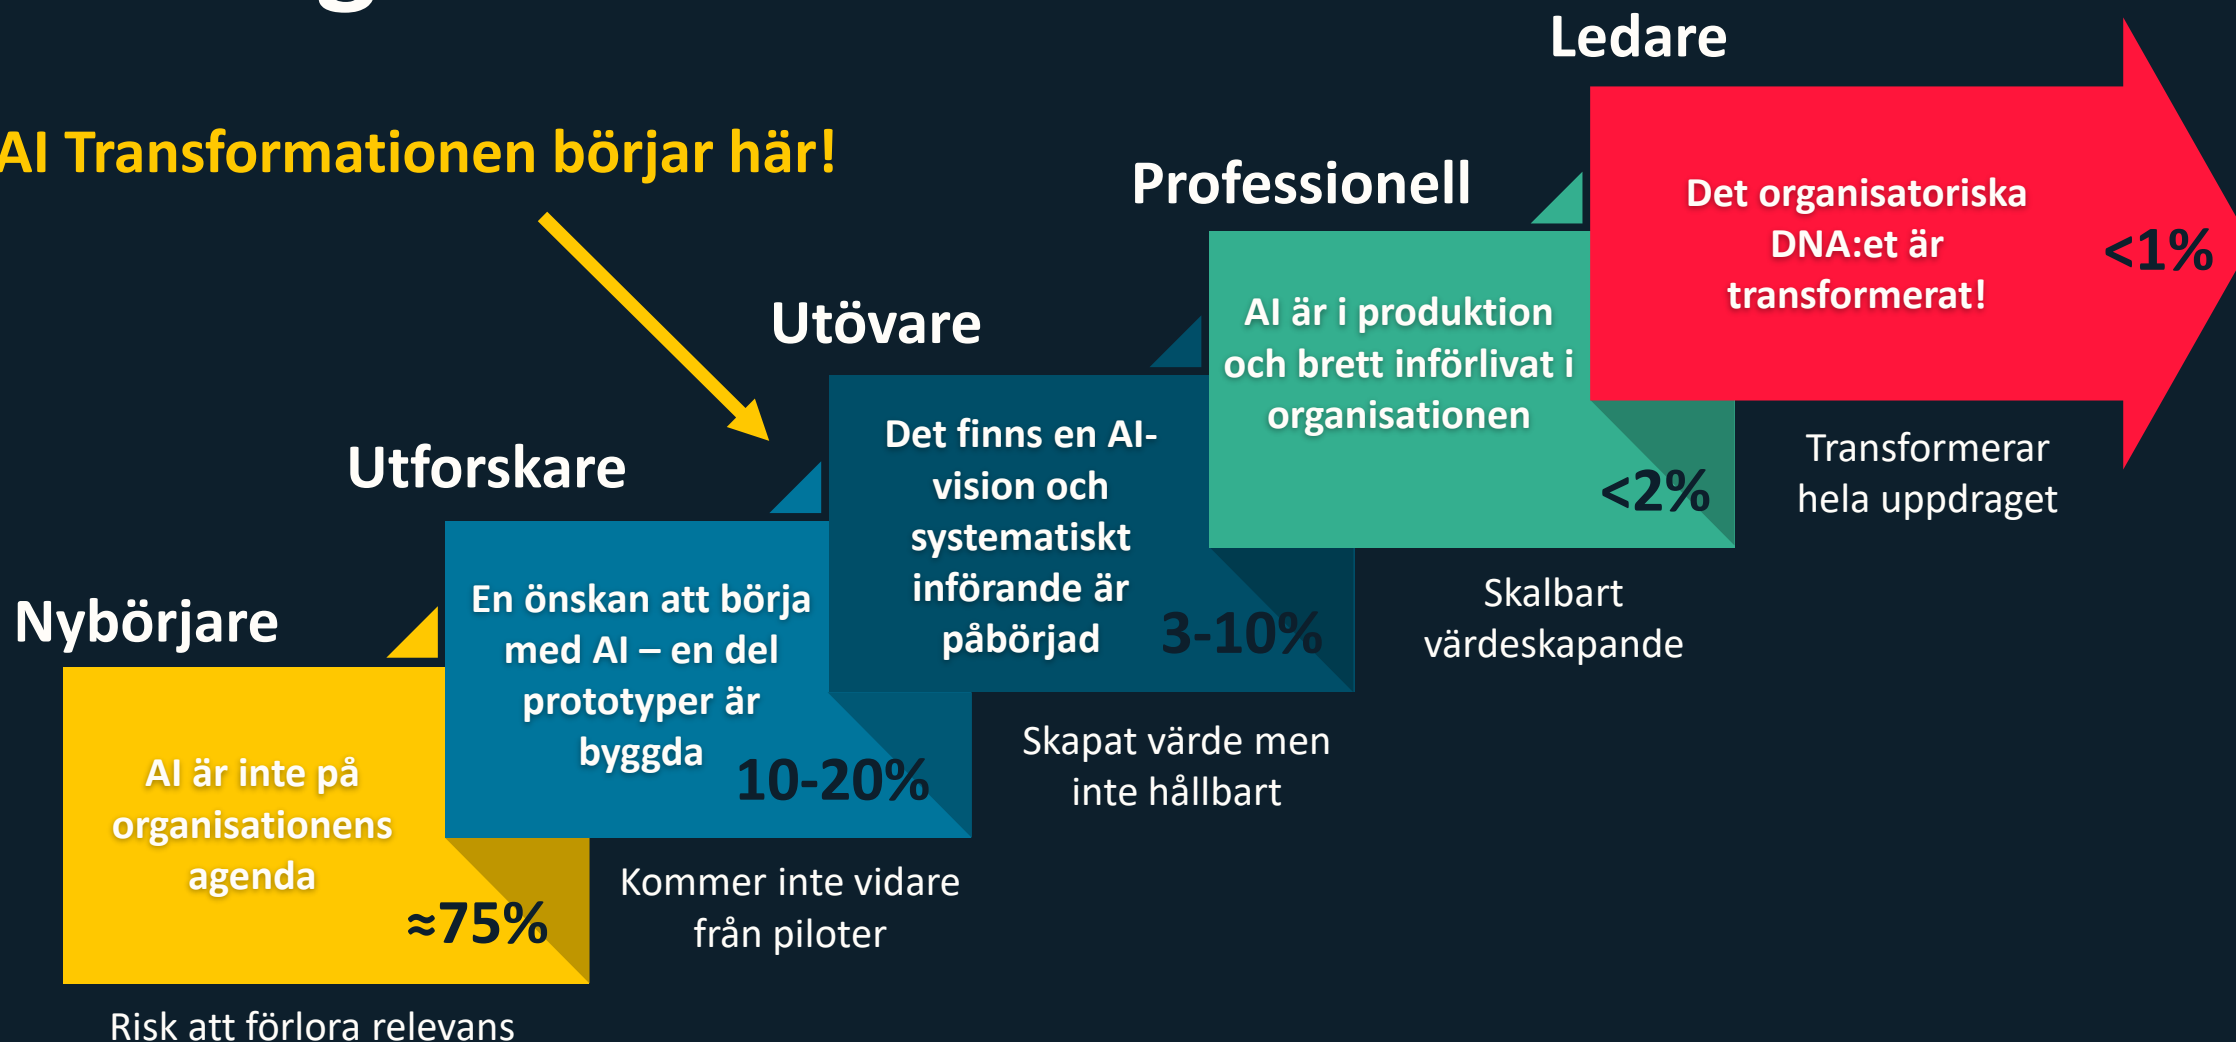 Ledare
AI Transformationen börjar här!
Professionell
Det organisatoriska
DNA:et är
transformerat!
<1%
Utövare
AI är i produktion
och brett införlivat i
organisationen
<2%
Transformerar
hela uppdraget
Utforskare
Det finns en AI-
vision och
systematiskt
införande är
påbörjad
3-10%
Skalbart
värdeskapande
Nybörjare
En önskan att börja
med AI – en del
prototyper är
byggda
10-20%
Skapat värde men
inte hållbart
AI är inte på
organisationens
agenda
≈75%
Kommer inte vidare
från piloter
Risk att förlora relevans